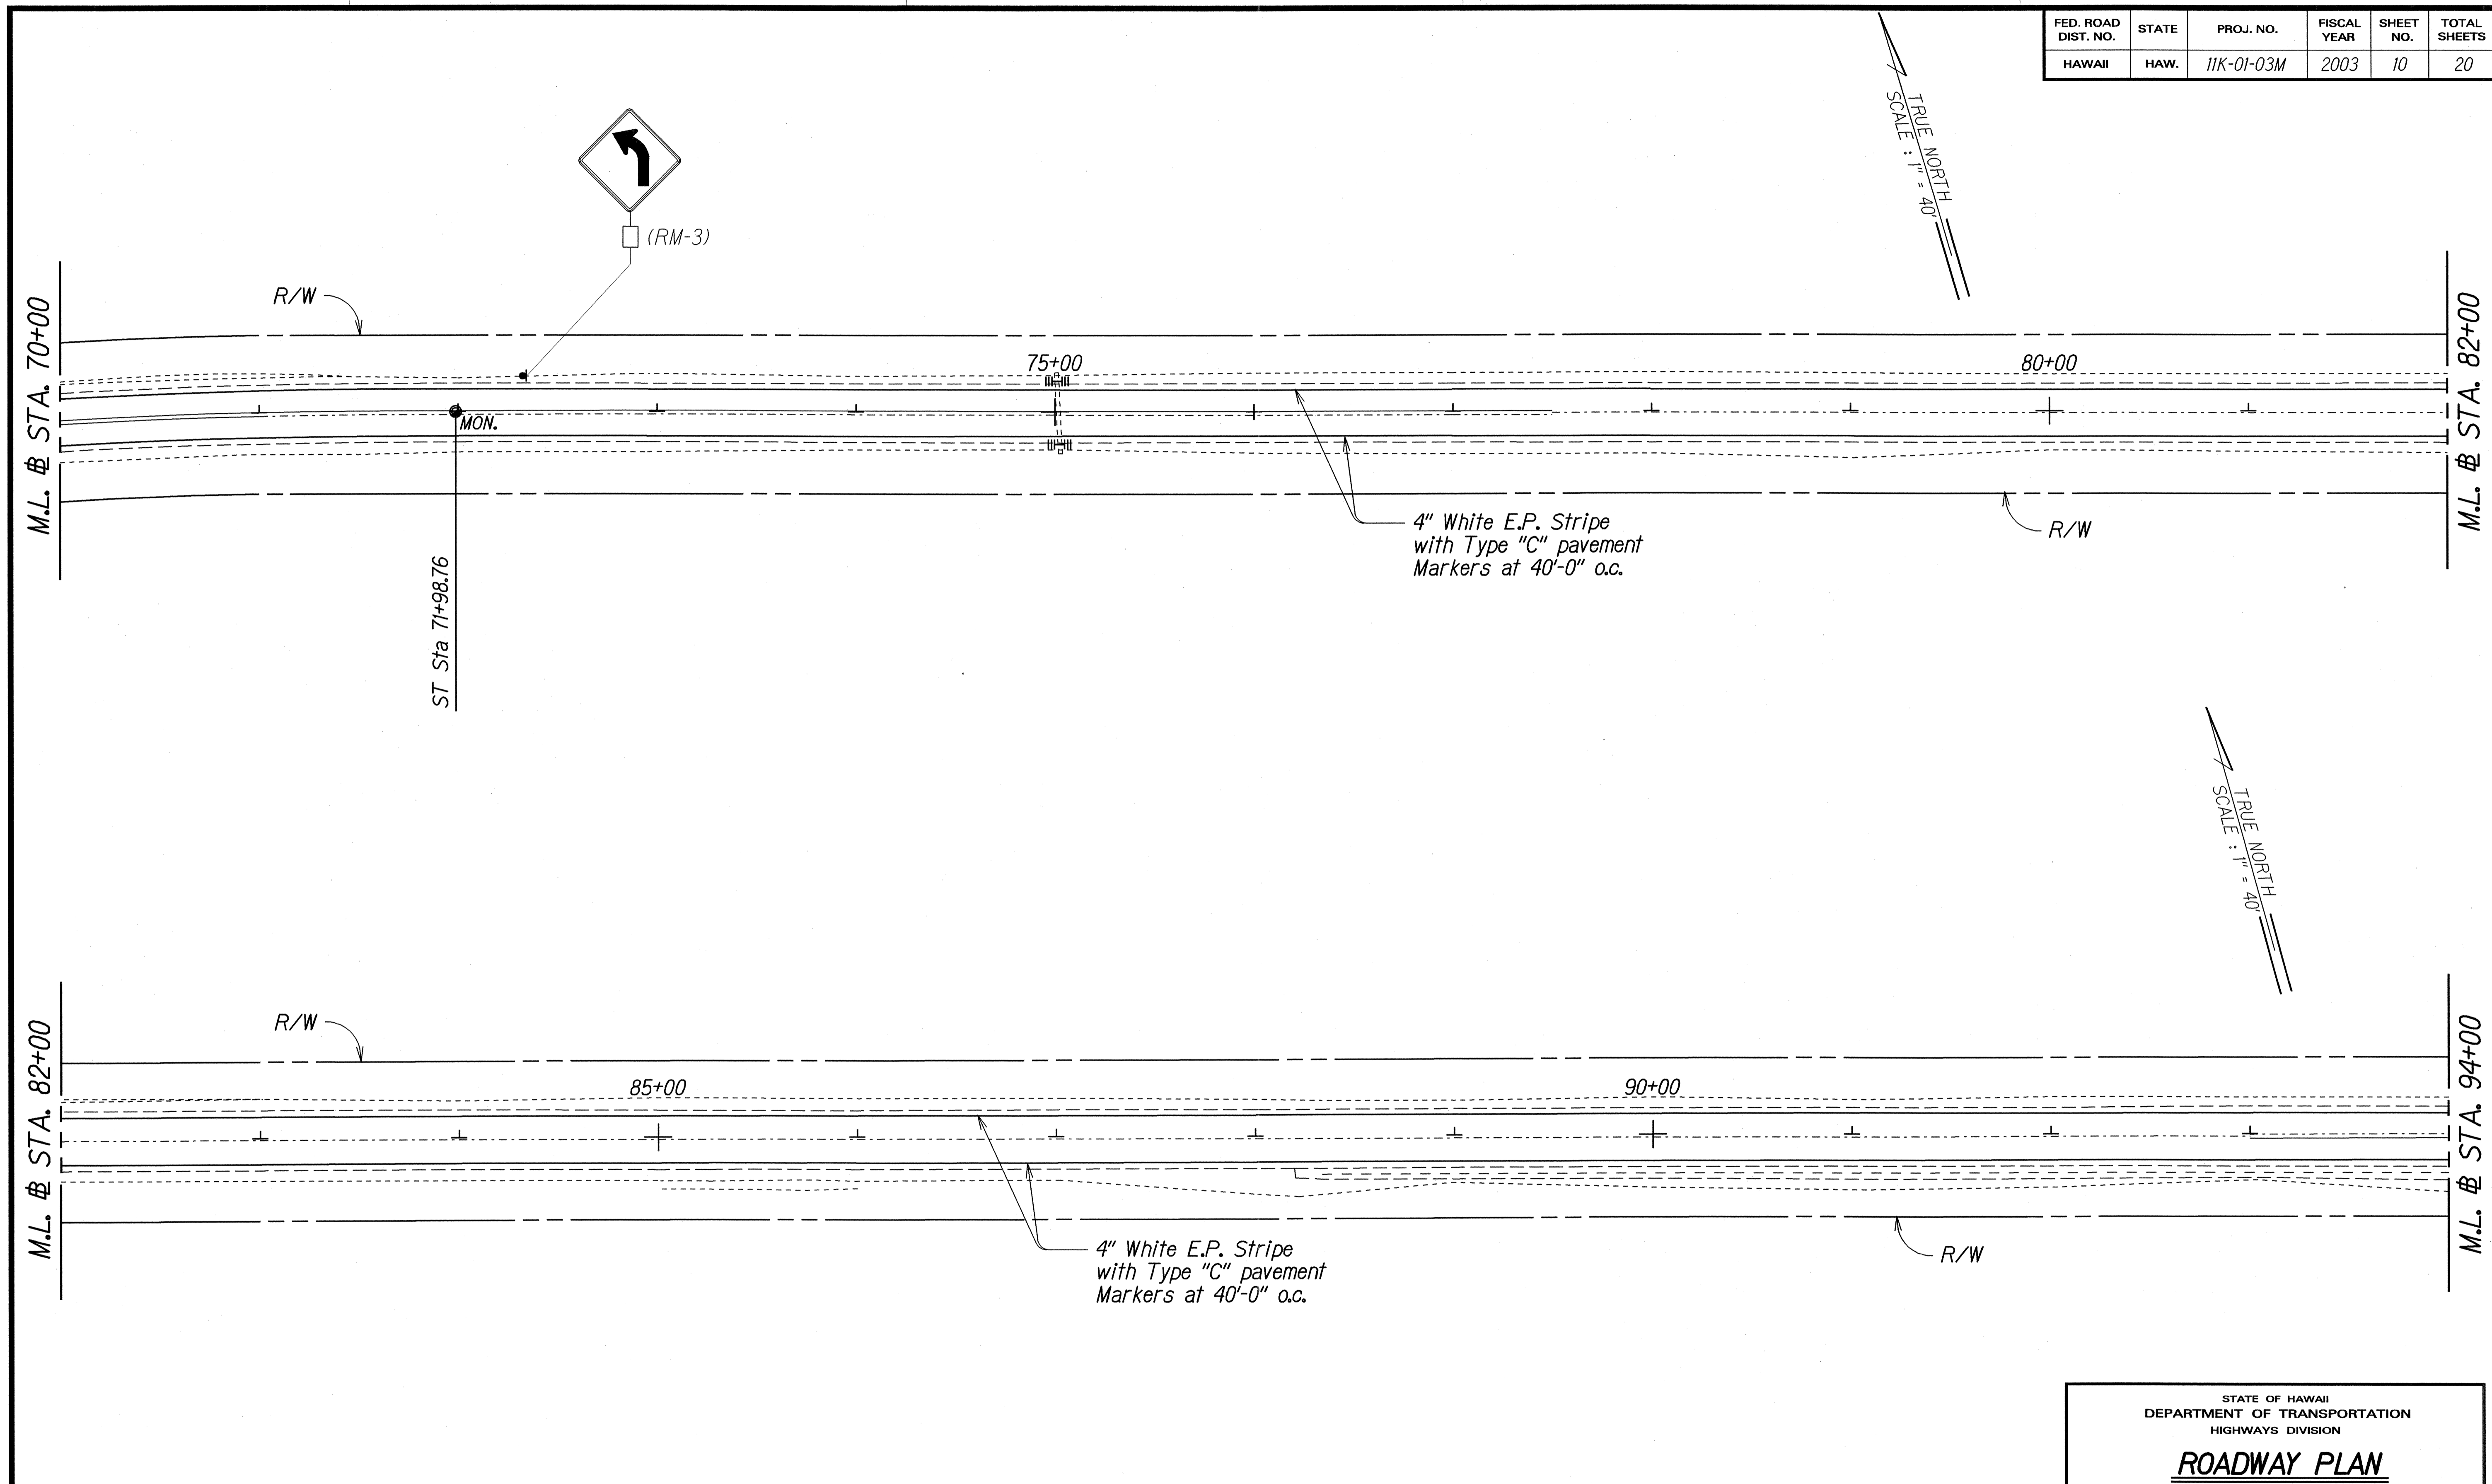 FED. ROAD DIST. NO. STATE PROJ. NO. FISCAL YEAR SHEET NO. TOTAL SHEETS
HAWAII HAW. 11K-01-03M 2003 10 20
TRUE NORTH
SCALE : 1" = 40'
(RM-3)
R/W
M.L. ⅊ STA. 70+00
75+00
80+00
M.L. ⅊ STA. 82+00
MON.
ST Sta 71+98.76
4" White E.P. Stripe
with Type "C" pavement
Markers at 40'-0" o.c.
R/W
TRUE NORTH
SCALE : 1" = 40'
R/W
M.L. ⅊ STA. 82+00
85+00
90+00
M.L. ⅊ STA. 94+00
4" White E.P. Stripe
with Type "C" pavement
Markers at 40'-0" o.c.
R/W
STATE OF HAWAII
DEPARTMENT OF TRANSPORTATION
HIGHWAYS DIVISION
ROADWAY PLAN